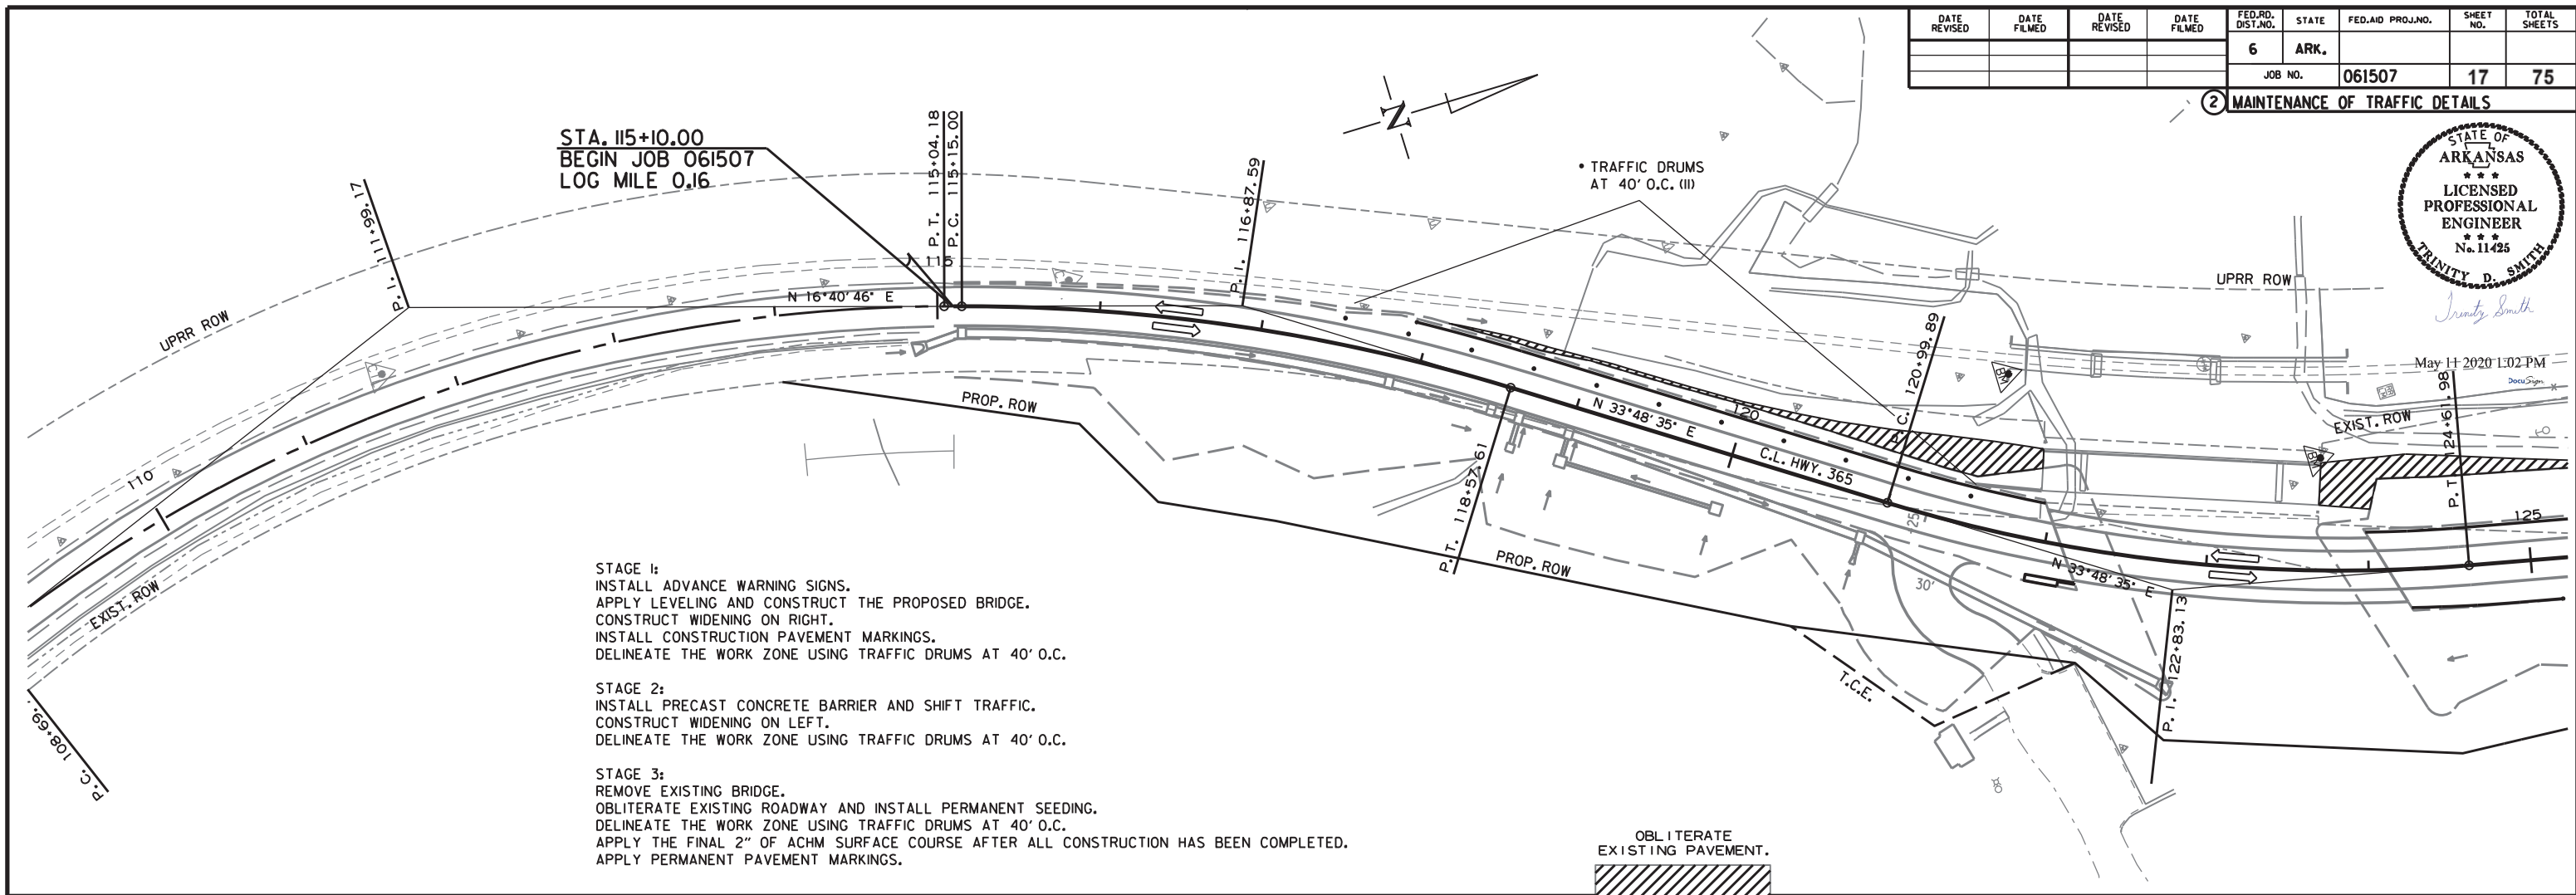 DATE
REVISED
DATE
FILMED
DATE
REVISED
DATE
FILMED
FED.RD.
DIST.NO.
STATE
FED.AID PROJ.NO.
SHEET
NO.
TOTAL
SHEETS
6
ARK.
JOB NO.
061507
17
75
2
MAINTENANCE OF TRAFFIC DETAILS
STATE OF
ARKANSAS
★ ★ ★
LICENSED
PROFESSIONAL
ENGINEER
★ ★ ★
No. 11425
TRINITY D. SMITH
Trinity Smith
May 11 2020 1:02 PM
DocuSign
STA. 115+10.00
BEGIN JOB 061507
LOG MILE 0.16
P. I. 111+99.17
P. T. 115+04.18
P. C. 115+15.00
115
P. I. 116+87.59
N
• TRAFFIC DRUMS
AT 40' O.C. (11)
UPRR ROW
UPRR ROW
N 16°40'46" E
PROP. ROW
110
EXIST. ROW
P. C. 108+69.
P. T. 118+57.61
N 33°48'35" E
120
C.L. HWY. 365
P. C. 120+99.89
BM
BM
EXIST. ROW
P. T. 124+61.98
125
PROP. ROW
25'
30'
N 33°48'35" E
P. I. 122+83.13
T.C.E.
STAGE 1:
INSTALL ADVANCE WARNING SIGNS.
APPLY LEVELING AND CONSTRUCT THE PROPOSED BRIDGE.
CONSTRUCT WIDENING ON RIGHT.
INSTALL CONSTRUCTION PAVEMENT MARKINGS.
DELINEATE THE WORK ZONE USING TRAFFIC DRUMS AT 40' O.C.
STAGE 2:
INSTALL PRECAST CONCRETE BARRIER AND SHIFT TRAFFIC.
CONSTRUCT WIDENING ON LEFT.
DELINEATE THE WORK ZONE USING TRAFFIC DRUMS AT 40' O.C.
STAGE 3:
REMOVE EXISTING BRIDGE.
OBLITERATE EXISTING ROADWAY AND INSTALL PERMANENT SEEDING.
DELINEATE THE WORK ZONE USING TRAFFIC DRUMS AT 40' O.C.
APPLY THE FINAL 2" OF ACHM SURFACE COURSE AFTER ALL CONSTRUCTION HAS BEEN COMPLETED.
APPLY PERMANENT PAVEMENT MARKINGS.
OBLITERATE
EXISTING PAVEMENT.